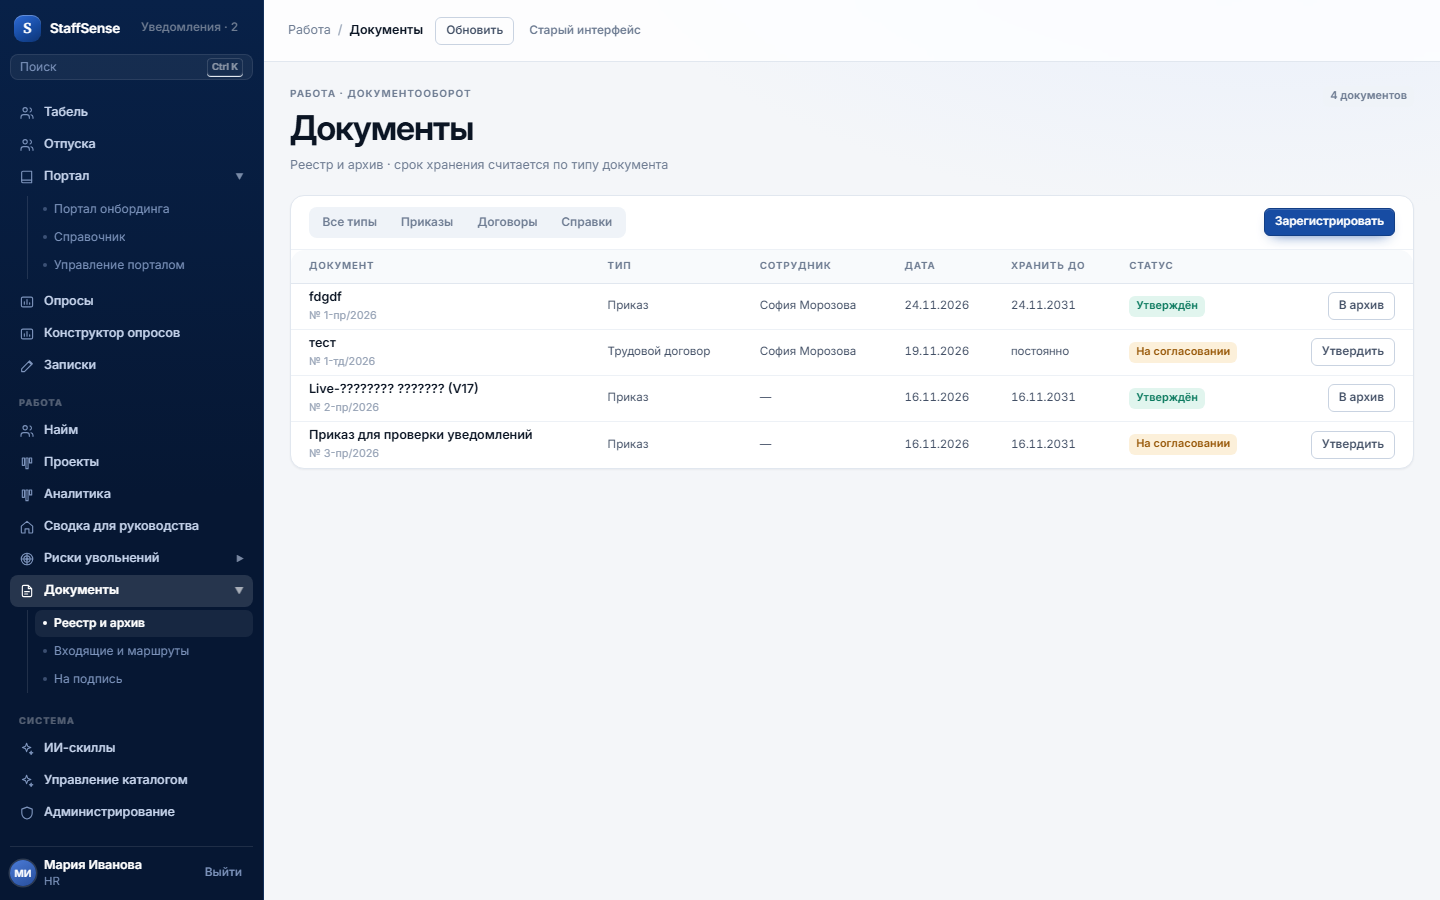 S StaffSense Уведомления · 2
Поиск Ctrl K
Табель
Отпуска
Портал
Портал онбординга
Справочник
Управление порталом
Опросы
Конструктор опросов
Записки
РАБОТА
Найм
Проекты
Аналитика
Сводка для руководства
Риски увольнений
Документы
Реестр и архив
Входящие и маршруты
На подпись
СИСТЕМА
ИИ-скиллы
Управление каталогом
Администрирование
МИ Мария Иванова
HR
Выйти
Работа / Документы Обновить Старый интерфейс
РАБОТА · ДОКУМЕНТООБОРОТ
4 документов
Документы
Реестр и архив · срок хранения считается по типу документа
Все типы Приказы Договоры Справки Зарегистрировать
ДОКУМЕНТ ТИП СОТРУДНИК ДАТА ХРАНИТЬ ДО СТАТУС
fdgdf
№ 1-пр/2026
Приказ София Морозова 24.11.2026 24.11.2031 Утверждён В архив
тест
№ 1-тд/2026
Трудовой договор София Морозова 19.11.2026 постоянно На согласовании Утвердить
Live-???????? ??????? (V17)
№ 2-пр/2026
Приказ — 16.11.2026 16.11.2031 Утверждён В архив
Приказ для проверки уведомлений
№ 3-пр/2026
Приказ — 16.11.2026 16.11.2031 На согласовании Утвердить